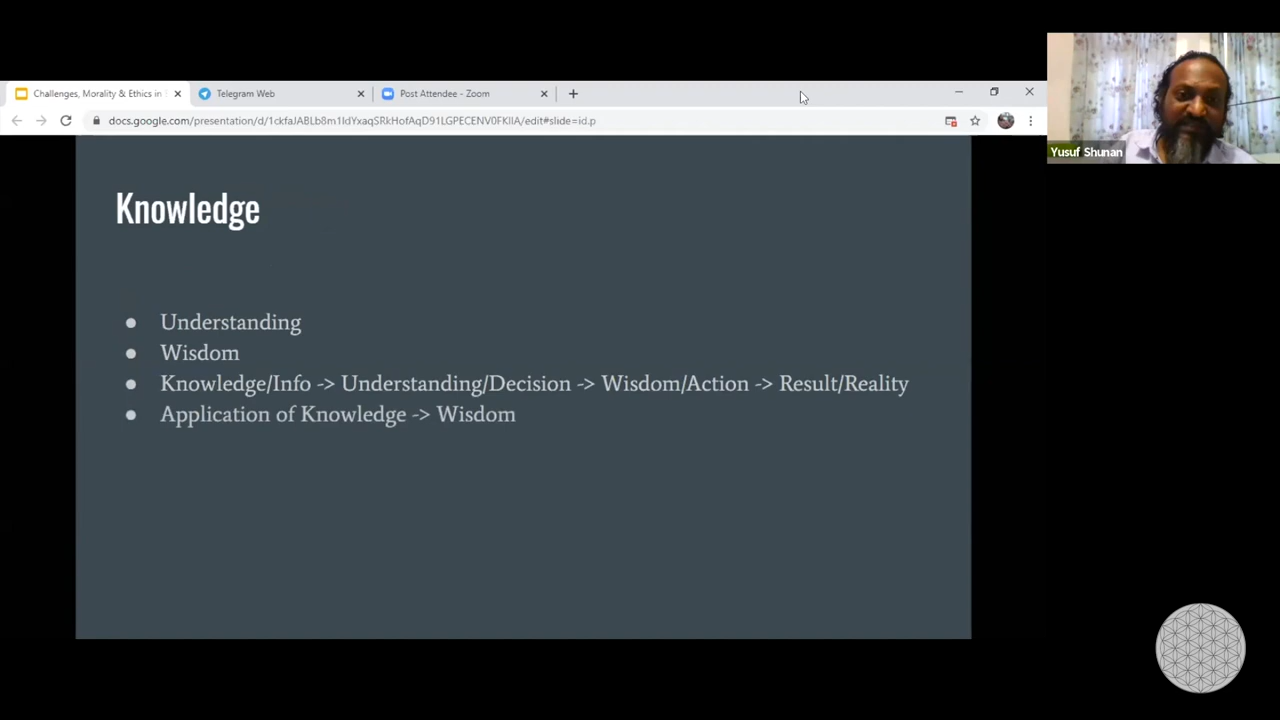 Challenges, Morality & Ethics in
Telegram Web
Post Attendee - Zoom
docs.google.com/presentation/d/1ckfaJABLb8m1IdYxaqSRkHofAqD91LGPECENV0FKIIA/edit#slide=id.p
Yusuf Shunan
Knowledge
● Understanding
● Wisdom
● Knowledge/Info -> Understanding/Decision -> Wisdom/Action -> Result/Reality
● Application of Knowledge -> Wisdom